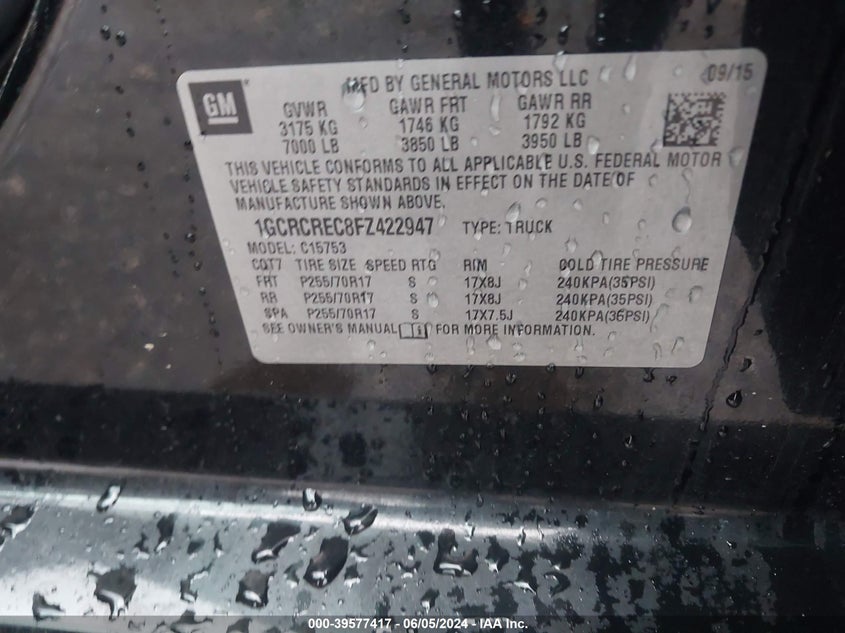 GM
MFD BY GENERAL MOTORS LLC 09/15
GVWR GAWR FRT GAWR RR
3175 KG 1746 KG 1792 KG
7000 LB 3850 LB 3950 LB
THIS VEHICLE CONFORMS TO ALL APPLICABLE U.S. FEDERAL MOTOR
VEHICLE SAFETY STANDARDS IN EFFECT ON THE DATE OF
MANUFACTURE SHOWN ABOVE.
1GCRCREC8FZ422947 TYPE: TRUCK
MODEL: C15753
CQT7 TIRE SIZE SPEED RTG RIM COLD TIRE PRESSURE
FRT P255/70R17 S 17X8J 240KPA(35PSI)
RR P255/70R17 S 17X8J 240KPA(35PSI)
SPA P255/70R17 S 17X7.5J 240KPA(35PSI)
SEE OWNER'S MANUAL FOR MORE INFORMATION.
000-39577417 - 06/05/2024 - IAA Inc.